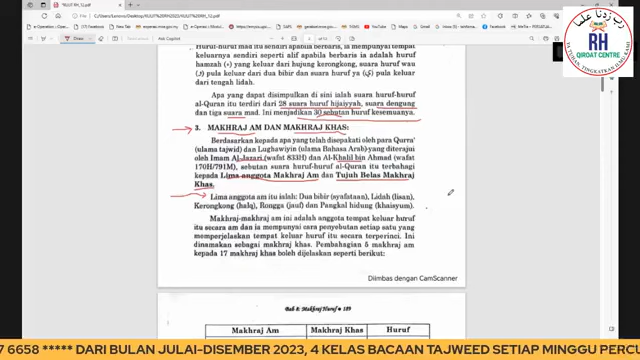 huruf-huruf mad itu sendiri apabila berbaris, ia mempunyai tempat
keluarnya sendiri seperti alif apabila berbaris ia adalah huruf
hamzah (ء) yang keluar dari hujung kerongkong, suara huruf wau
(و) pula keluar dari dua bibir dan suara huruf ya (ي) pula keluar
dari tengah lidah.
Apa yang dapat disimpulkan di sini ialah suara huruf-huruf
al-Quran itu terdiri dari 28 suara huruf hijaiyyah, suara dengung
dan tiga suara mad. Ini menjadikan 30 sebutan huruf kesemuanya.
3. MAKHRAJ AM DAN MAKHRAJ KHAS:
Berdasarkan kepada apa yang telah disepakati oleh para Qurra'
(ulama tajwid) dan Lughawiyin (ulama Bahasa Arab) yang diterajui
oleh Imam Al-Jazari (wafat 833H) dan Al-Khalil bin Ahmad (wafat
170H/791M), sebutan suara huruf-huruf al-Quran itu terbahagi
kepada Lima anggota Makhraj Am dan Tujuh Belas Makhraj
Khas.
Lima anggota am itu ialah: Dua bibir (syafataan), Lidah (lisan),
Kerongkong (halq), Rongga (jauf) dan Pangkal hidung (khaisyum).
Makhraj-makhraj am ini adalah anggota tempat keluar huruf
itu secara am dan ia mempunyai cara penyebutan setiap satu yang
memperjelaskan tempat keluar huruf itu secara terperinci. Ini
dinamakan sebagai makhraj khas. Pembahagian 5 makhraj am
kepada 17 makhraj khas boleh dijelaskan seperti berikut:
Diimbas dengan CamScanner
Bab 8: Makhraj Huruf • 189
Makhraj Am Makhraj Khas Huruf
RH
QIRDAT CENTRE
7 6658 ***** DARI BULAN JULAI-DISEMBER 2023, 4 KELAS BACAAN TAJWEED SETIAP MINGGU PERCU